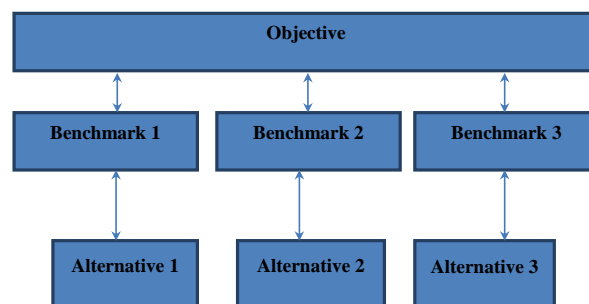 Objective
Benchmark 1
Benchmark 2
Benchmark 3
Alternative 1
Alternative 2
Alternative 3